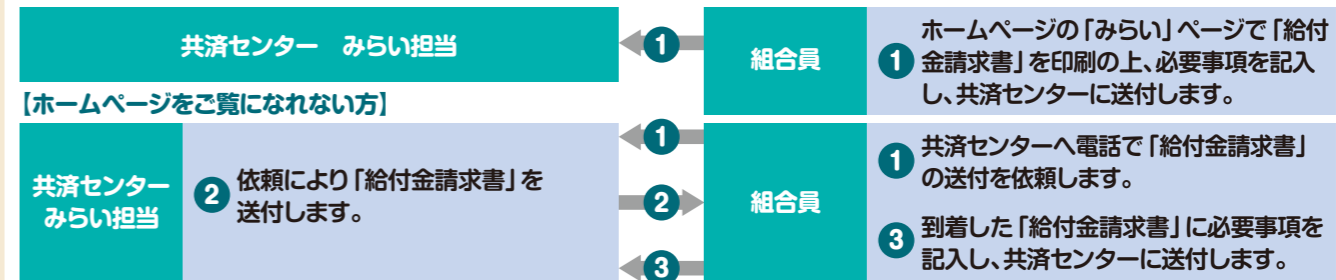 共済センター　みらい担当
1
組合員
1
ホームページの「みらい」ページで「給付
金請求書」を印刷の上、必要事項を記入
し、共済センターに送付します。
【ホームページをご覧になれない方】
共済センター
みらい担当
2
依頼により「給付金請求書」を
送付します。
1
2
3
組合員
1
共済センターへ電話で「給付金請求書」
の送付を依頼します。
3
到着した「給付金請求書」に必要事項を
記入し、共済センターに送付します。